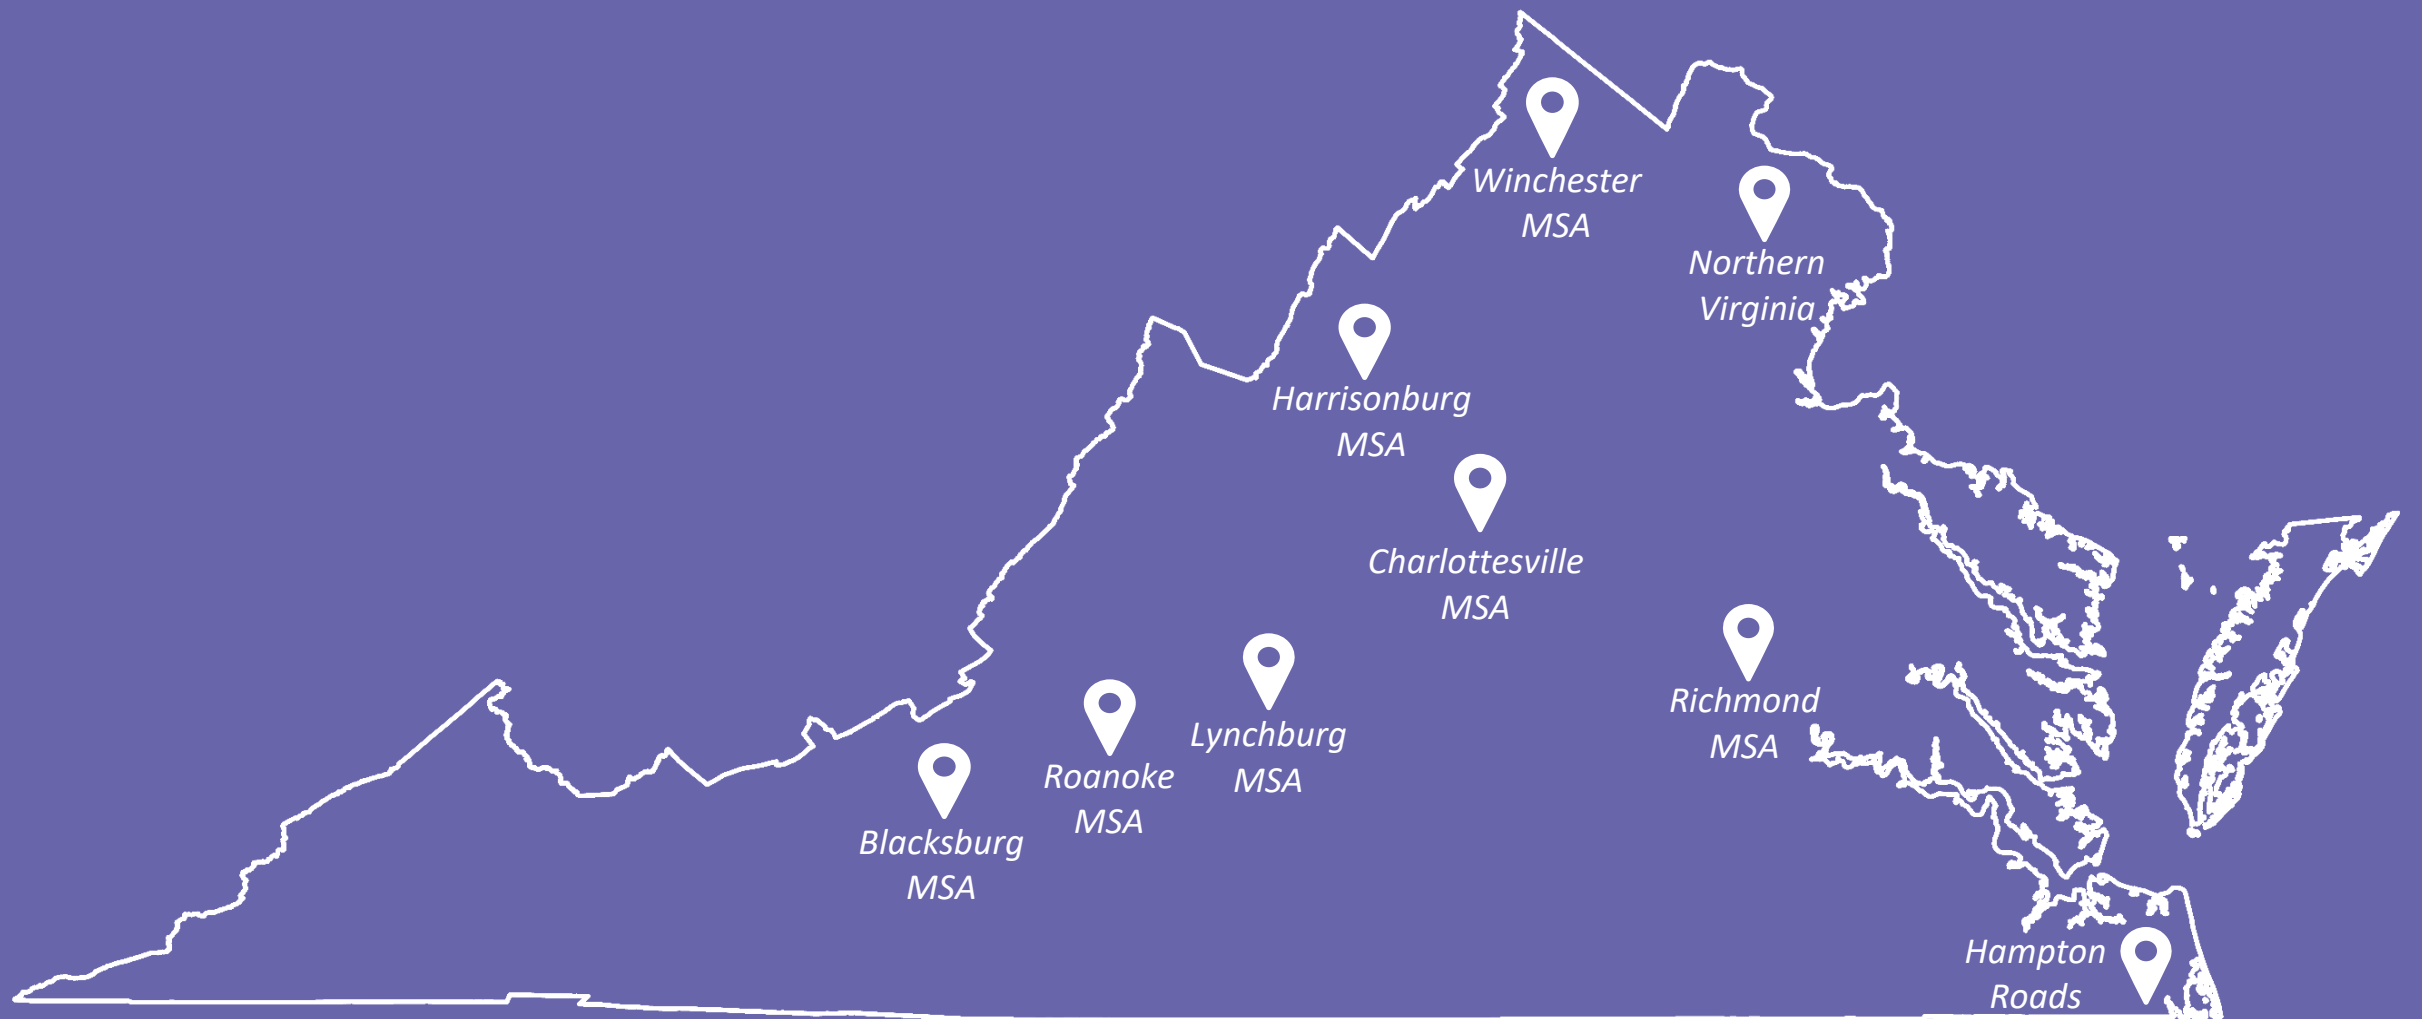 Winchester
MSA
Northern
Virginia
Harrisonburg
MSA
Charlottesville
MSA
Richmond
MSA
Lynchburg
MSA
Roanoke
MSA
Blacksburg
MSA
Hampton
Roads